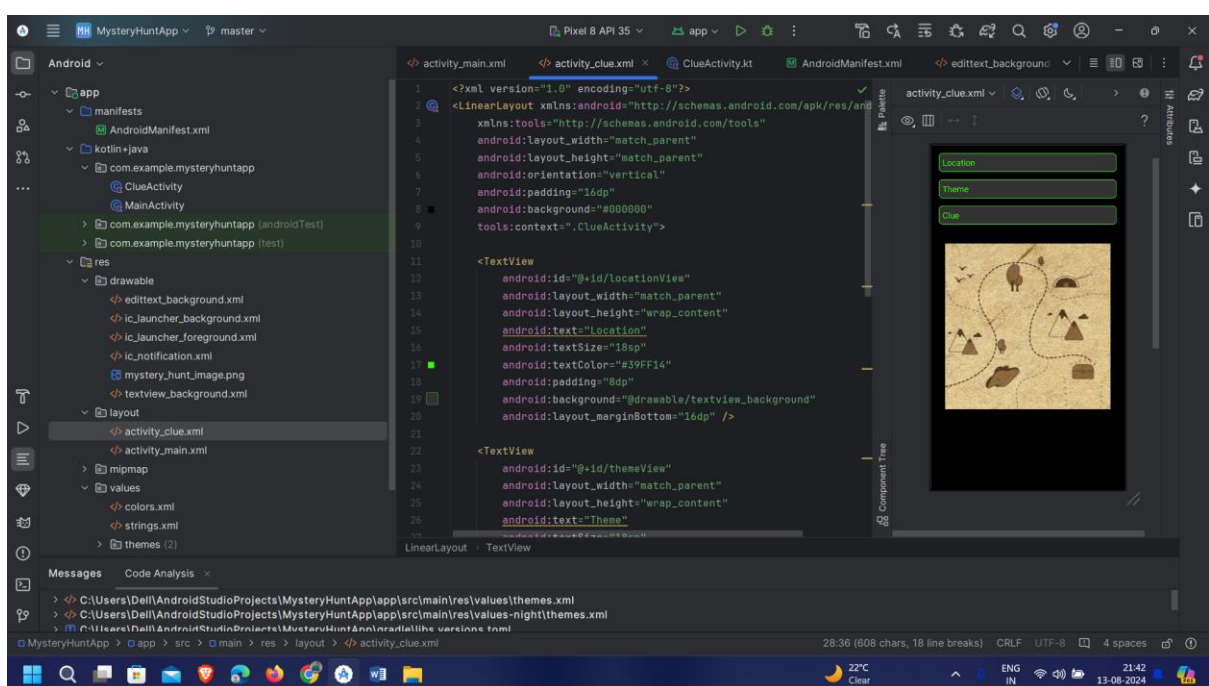 MH MysteryHuntApp master Pixel 8 API 35 app
Android
activity_main.xml activity_clue.xml ClueActivity.kt AndroidManifest.xml edittext_background
app
manifests
AndroidManifest.xml
kotlin+java
com.example.mysteryhuntapp
ClueActivity
MainActivity
com.example.mysteryhuntapp (androidTest)
com.example.mysteryhuntapp (test)
res
drawable
edittext_background.xml
ic_launcher_background.xml
ic_launcher_foreground.xml
ic_notification.xml
mystery_hunt_image.png
textview_background.xml
layout
activity_clue.xml
activity_main.xml
mipmap
values
colors.xml
strings.xml
themes (2)
1 <?xml version="1.0" encoding="utf-8"?>
2 <LinearLayout xmlns:android="http://schemas.android.com/apk/res/and
3 xmlns:tools="http://schemas.android.com/tools"
4 android:layout_width="match_parent"
5 android:layout_height="match_parent"
6 android:orientation="vertical"
7 android:padding="16dp"
8 android:background="#000000"
9 tools:context=".ClueActivity">
10
11 <TextView
12 android:id="@+id/locationView"
13 android:layout_width="match_parent"
14 android:layout_height="wrap_content"
15 android:text="Location"
16 android:textSize="18sp"
17 android:textColor="#39FF14"
18 android:padding="8dp"
19 android:background="@drawable/textview_background"
20 android:layout_marginBottom="16dp" />
21
22 <TextView
23 android:id="@+id/themeView"
24 android:layout_width="match_parent"
25 android:layout_height="wrap_content"
26 android:text="Theme"
LinearLayout TextView
Palette
Component Tree
activity_clue.xml
Attributes
Location
Theme
Clue
Messages Code Analysis
C:\Users\Dell\AndroidStudioProjects\MysteryHuntApp\app\src\main\res\values\themes.xml
C:\Users\Dell\AndroidStudioProjects\MysteryHuntApp\app\src\main\res\values-night\themes.xml
C:\Users\Dell\AndroidStudioProjects\MysteryHuntApp\gradle\libs.versions.toml
MysteryHuntApp > app > src > main > res > layout > activity_clue.xml 28:36 (608 chars, 18 line breaks) CRLF UTF-8 4 spaces
22°C
Clear
ENG
IN
21:42
13-08-2024